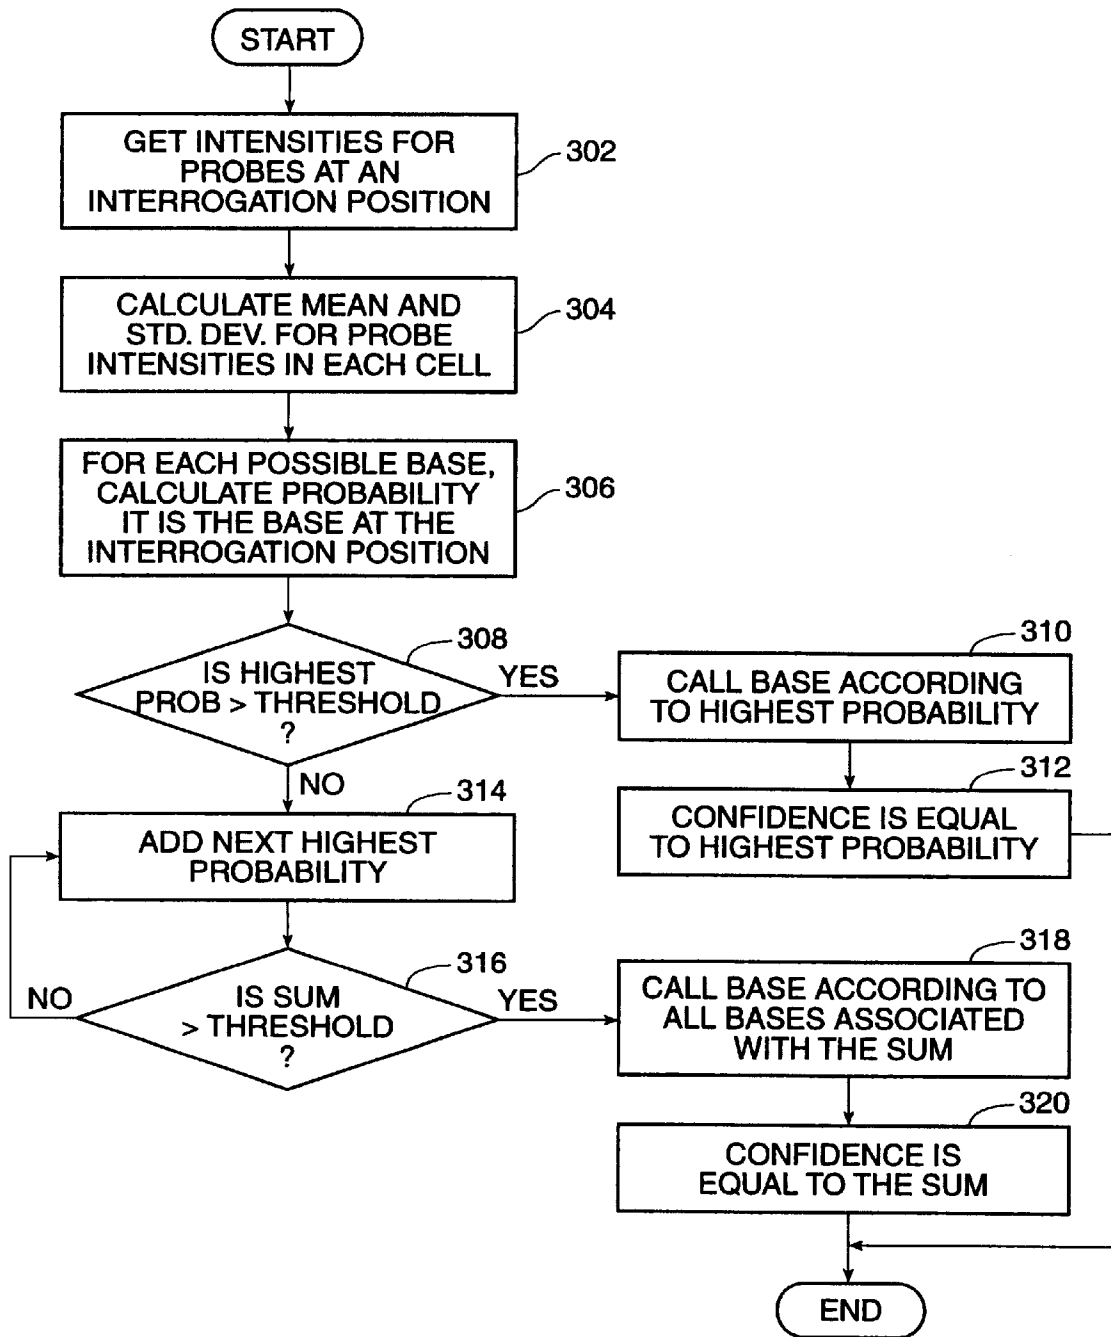 START
GET INTENSITIES FOR
PROBES AT AN
INTERROGATION POSITION
302
CALCULATE MEAN AND
STD. DEV. FOR PROBE
INTENSITIES IN EACH CELL
304
FOR EACH POSSIBLE BASE,
CALCULATE PROBABILITY
IT IS THE BASE AT THE
INTERROGATION POSITION
306
IS HIGHEST
PROB > THRESHOLD
?
308
YES
NO
CALL BASE ACCORDING
TO HIGHEST PROBABILITY
310
CONFIDENCE IS EQUAL
TO HIGHEST PROBABILITY
312
ADD NEXT HIGHEST
PROBABILITY
314
IS SUM
> THRESHOLD
?
316
NO
YES
CALL BASE ACCORDING TO
ALL BASES ASSOCIATED
WITH THE SUM
318
CONFIDENCE IS
EQUAL TO THE SUM
320
END